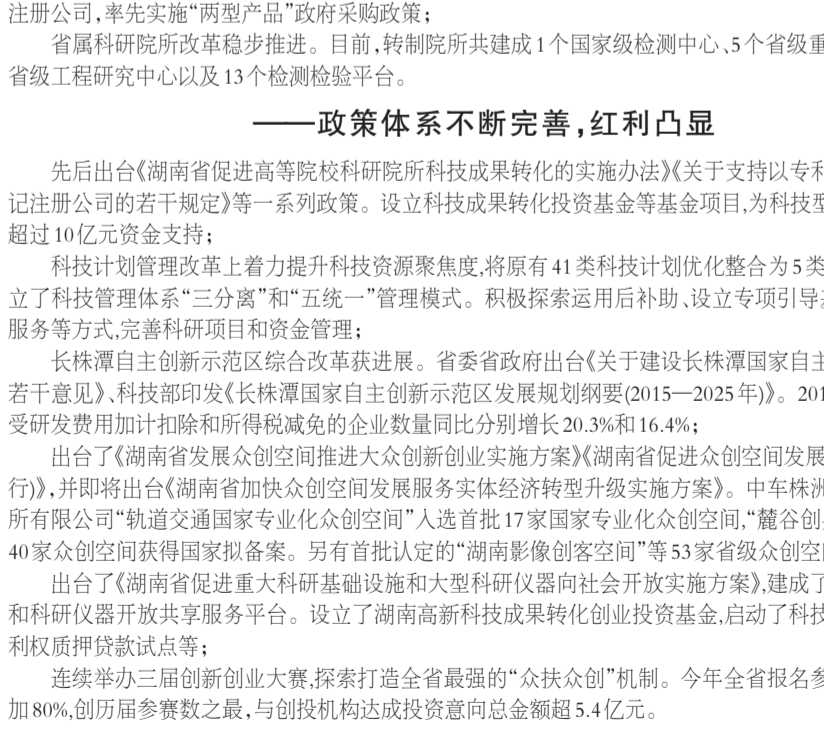 注册公司,率先实施“两型产品”政府采购政策;
省属科研院所改革稳步推进。目前,转制院所共建成1个国家级检测中心、5个省级重
省级工程研究中心以及13个检测检验平台。
——政策体系不断完善,红利凸显
先后出台《湖南省促进高等院校科研院所科技成果转化的实施办法》《关于支持以专利
记注册公司的若干规定》等一系列政策。设立科技成果转化投资基金等基金项目,为科技型
超过10亿元资金支持;
科技计划管理改革上着力提升科技资源聚焦度,将原有41类科技计划优化整合为5类
立了科技管理体系“三分离”和“五统一”管理模式。积极探索运用后补助、设立专项引导基
服务等方式,完善科研项目和资金管理;
长株潭自主创新示范区综合改革获进展。省委省政府出台《关于建设长株潭国家自主
若干意见》、科技部印发《长株潭国家自主创新示范区发展规划纲要(2015—2025年)》。201
受研发费用加计扣除和所得税减免的企业数量同比分别增长20.3%和16.4%;
出台了《湖南省发展众创空间推进大众创新创业实施方案》《湖南省促进众创空间发展
行)》,并即将出台《湖南省加快众创空间发展服务实体经济转型升级实施方案》。中车株洲
所有限公司“轨道交通国家专业化众创空间”入选首批17家国家专业化众创空间,“麓谷创
40家众创空间获得国家拟备案。另有首批认定的“湖南影像创客空间”等53家省级众创空间
出台了《湖南省促进重大科研基础设施和大型科研仪器向社会开放实施方案》,建成了
和科研仪器开放共享服务平台。设立了湖南高新科技成果转化创业投资基金,启动了科技
利权质押贷款试点等;
连续举办三届创新创业大赛,探索打造全省最强的“众扶众创”机制。今年全省报名参
加80%,创历届参赛数之最,与创投机构达成投资意向总金额超5.4亿元。